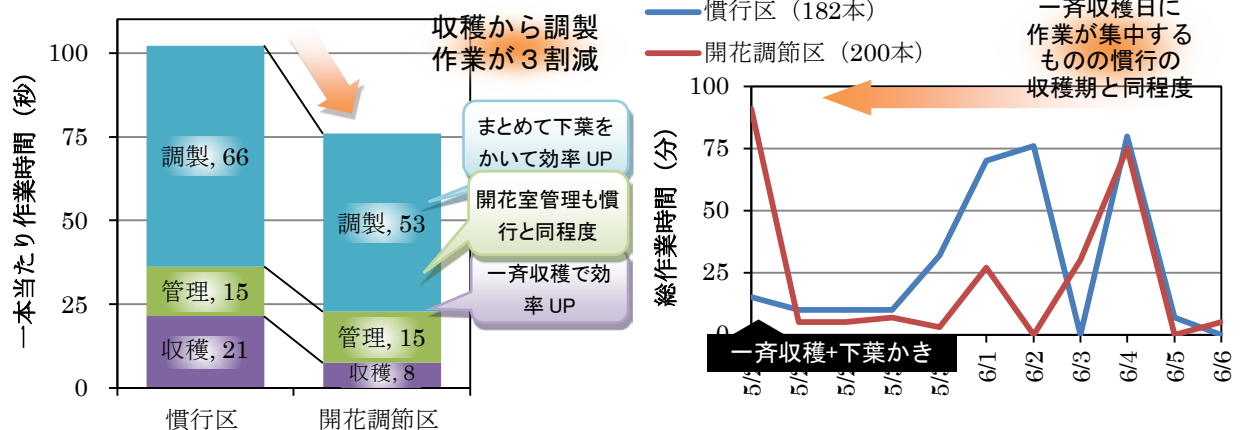 収穫から調製
作業が３割減
一本当たり作業時間（秒）
100
75
50
25
0
調製, 66
管理, 15
収穫, 21
調製, 53
管理, 15
収穫, 8
慣行区
開花調節区
まとめて下葉を
かいて効率 UP
開花室管理も慣
行と同程度
一斉収穫で効
率 UP
慣行区（182本）
開花調節区（200本）
一斉収穫日に
作業が集中する
ものの慣行の
収穫期と同程度
総作業時間（分）
100
75
50
25
0
一斉収穫+下葉かき
6/1
6/2
6/3
6/4
6/5
6/6